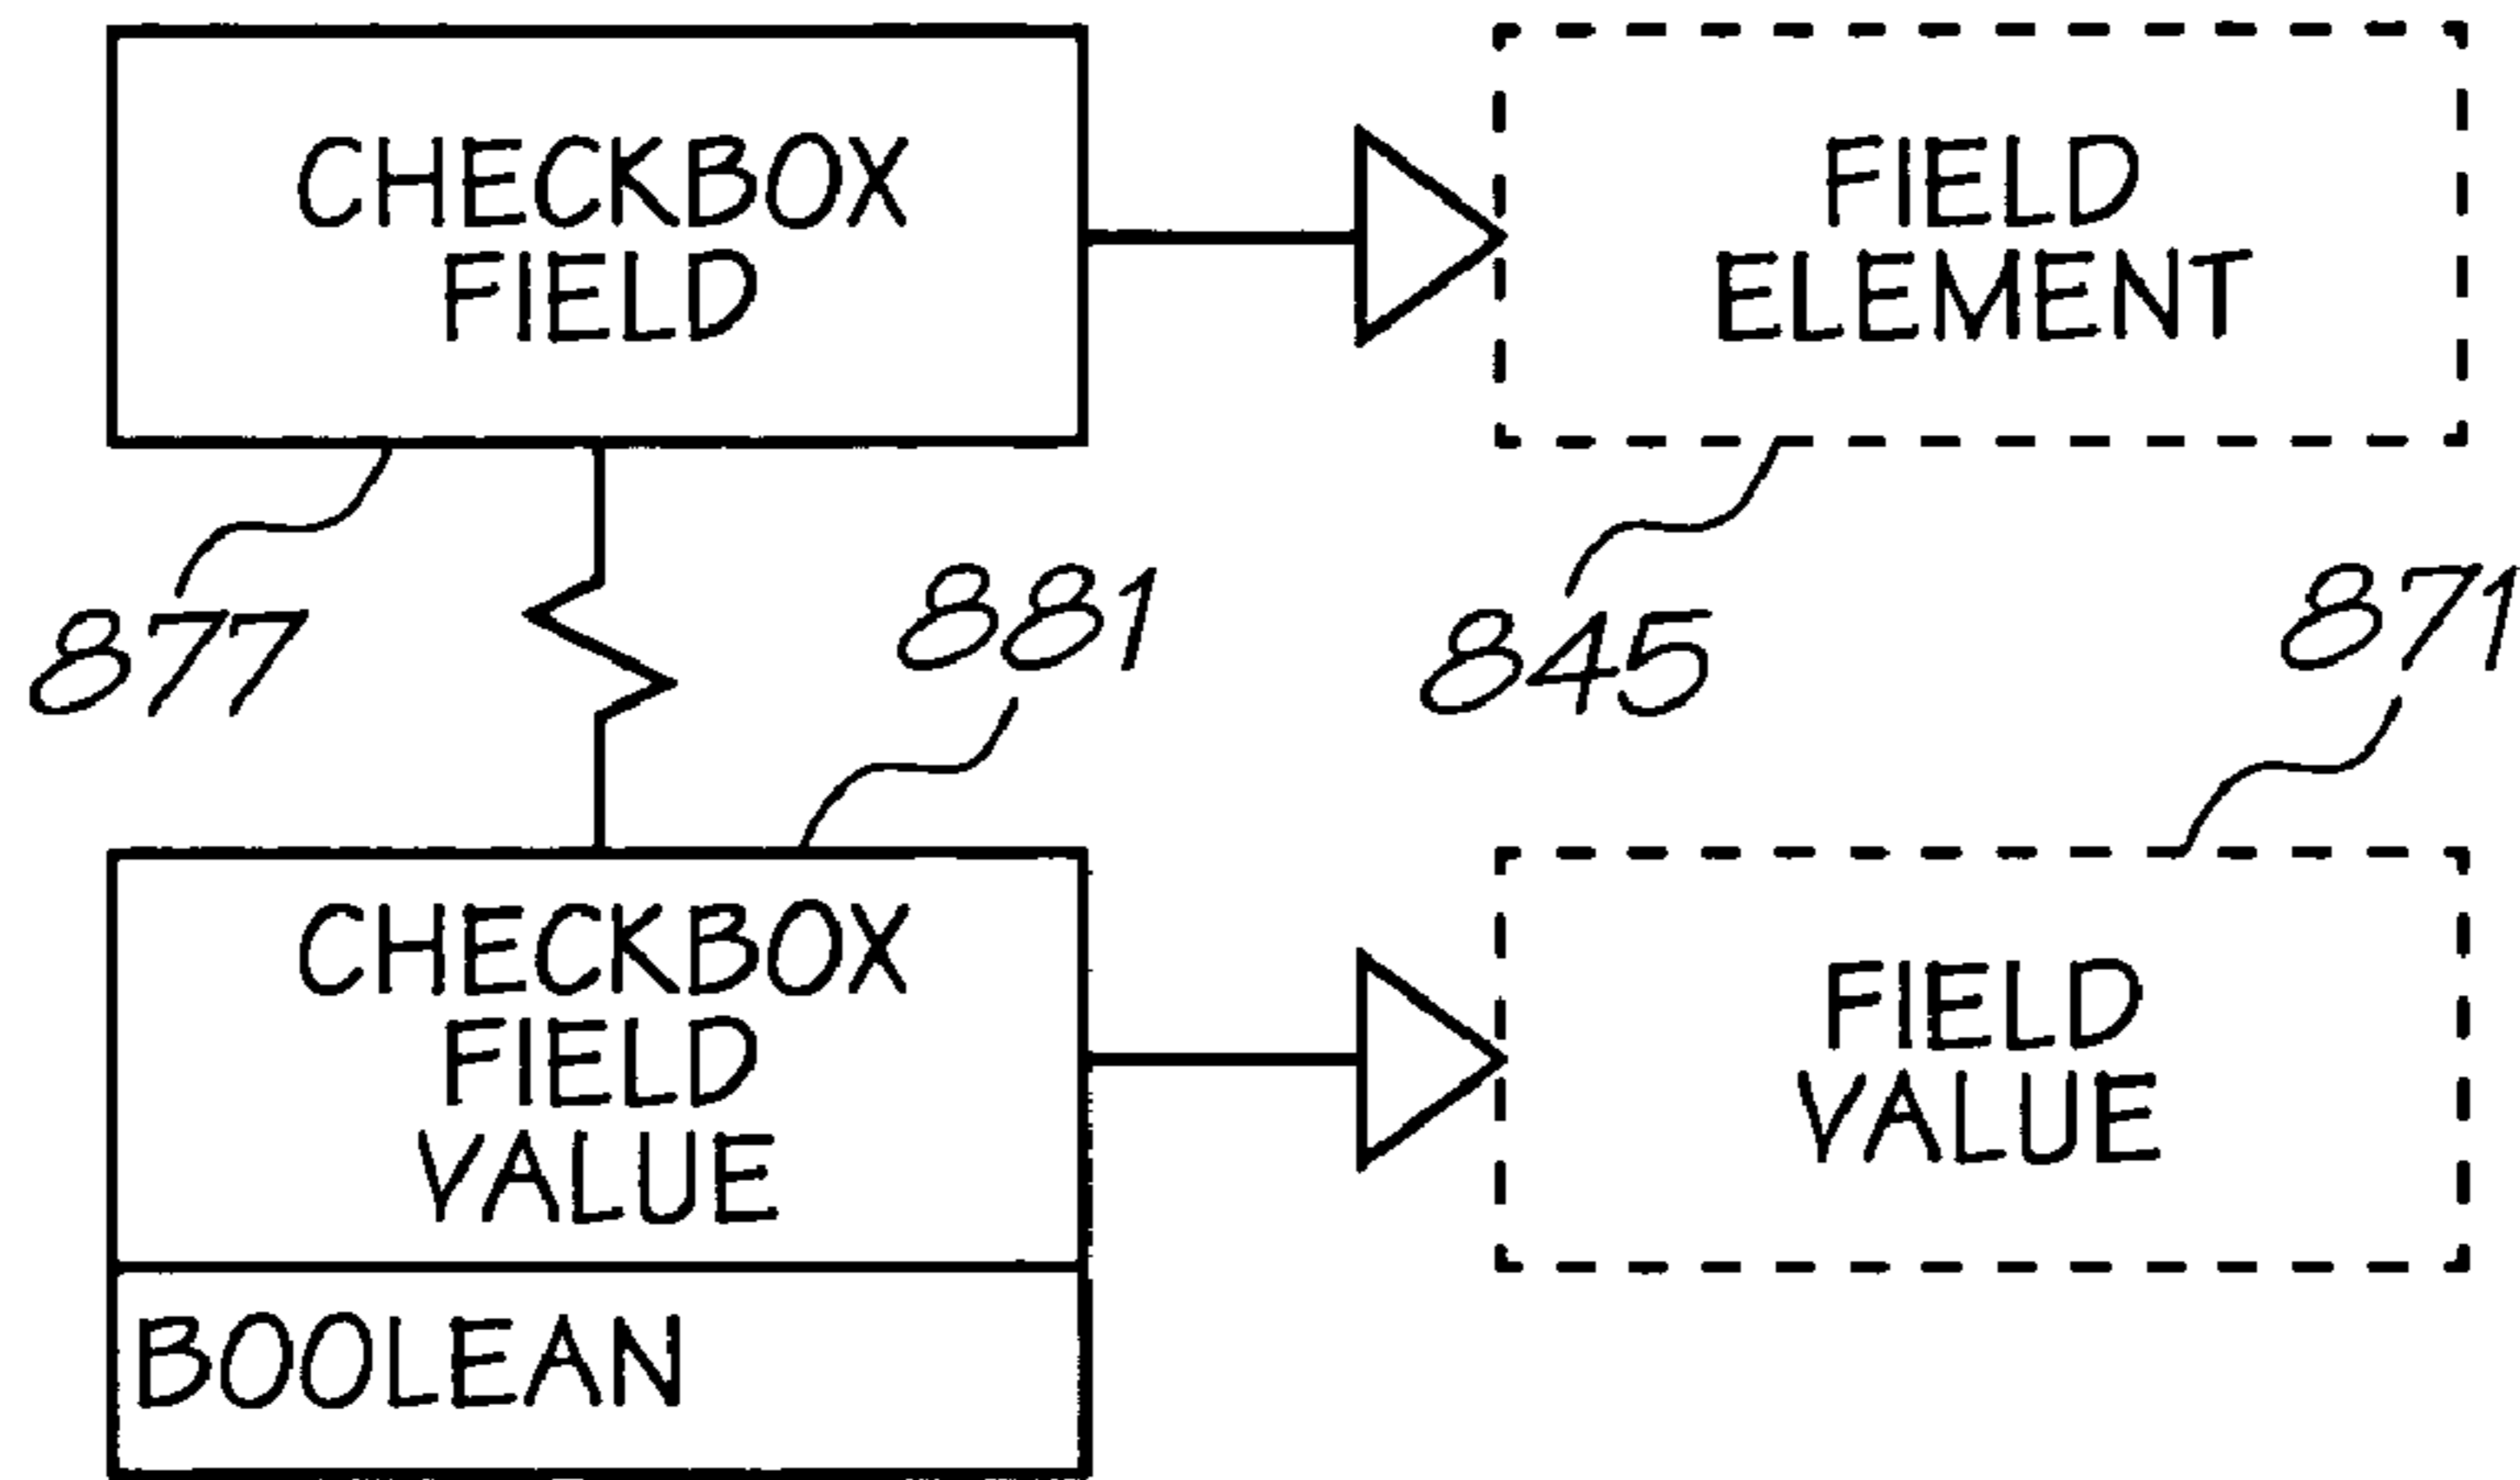 CHECKBOX
FIELD
FIELD
ELEMENT
877
881
845
871
CHECKBOX
FIELD
VALUE
FIELD
VALUE
BOOLEAN